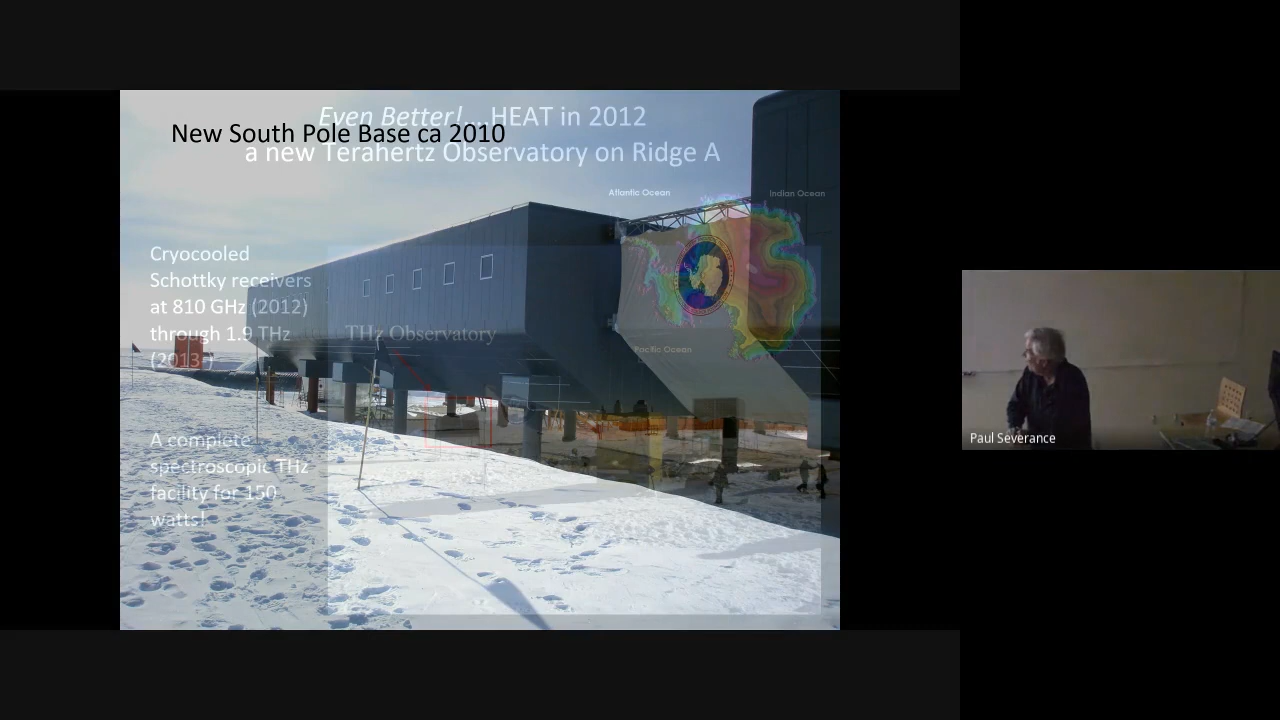 Even Better!....HEAT in 2012
New South Pole Base ca 2010
a new Terahertz Observatory on Ridge A
Atlantic Ocean
Indian Ocean
Cryocooled
Schottky receivers
at 810 GHz (2012)
through 1.9 THz
(2013)
THz Observatory
Pacific Ocean
A complete
spectroscopic THz
facility for 150
watts!
Paul Severance